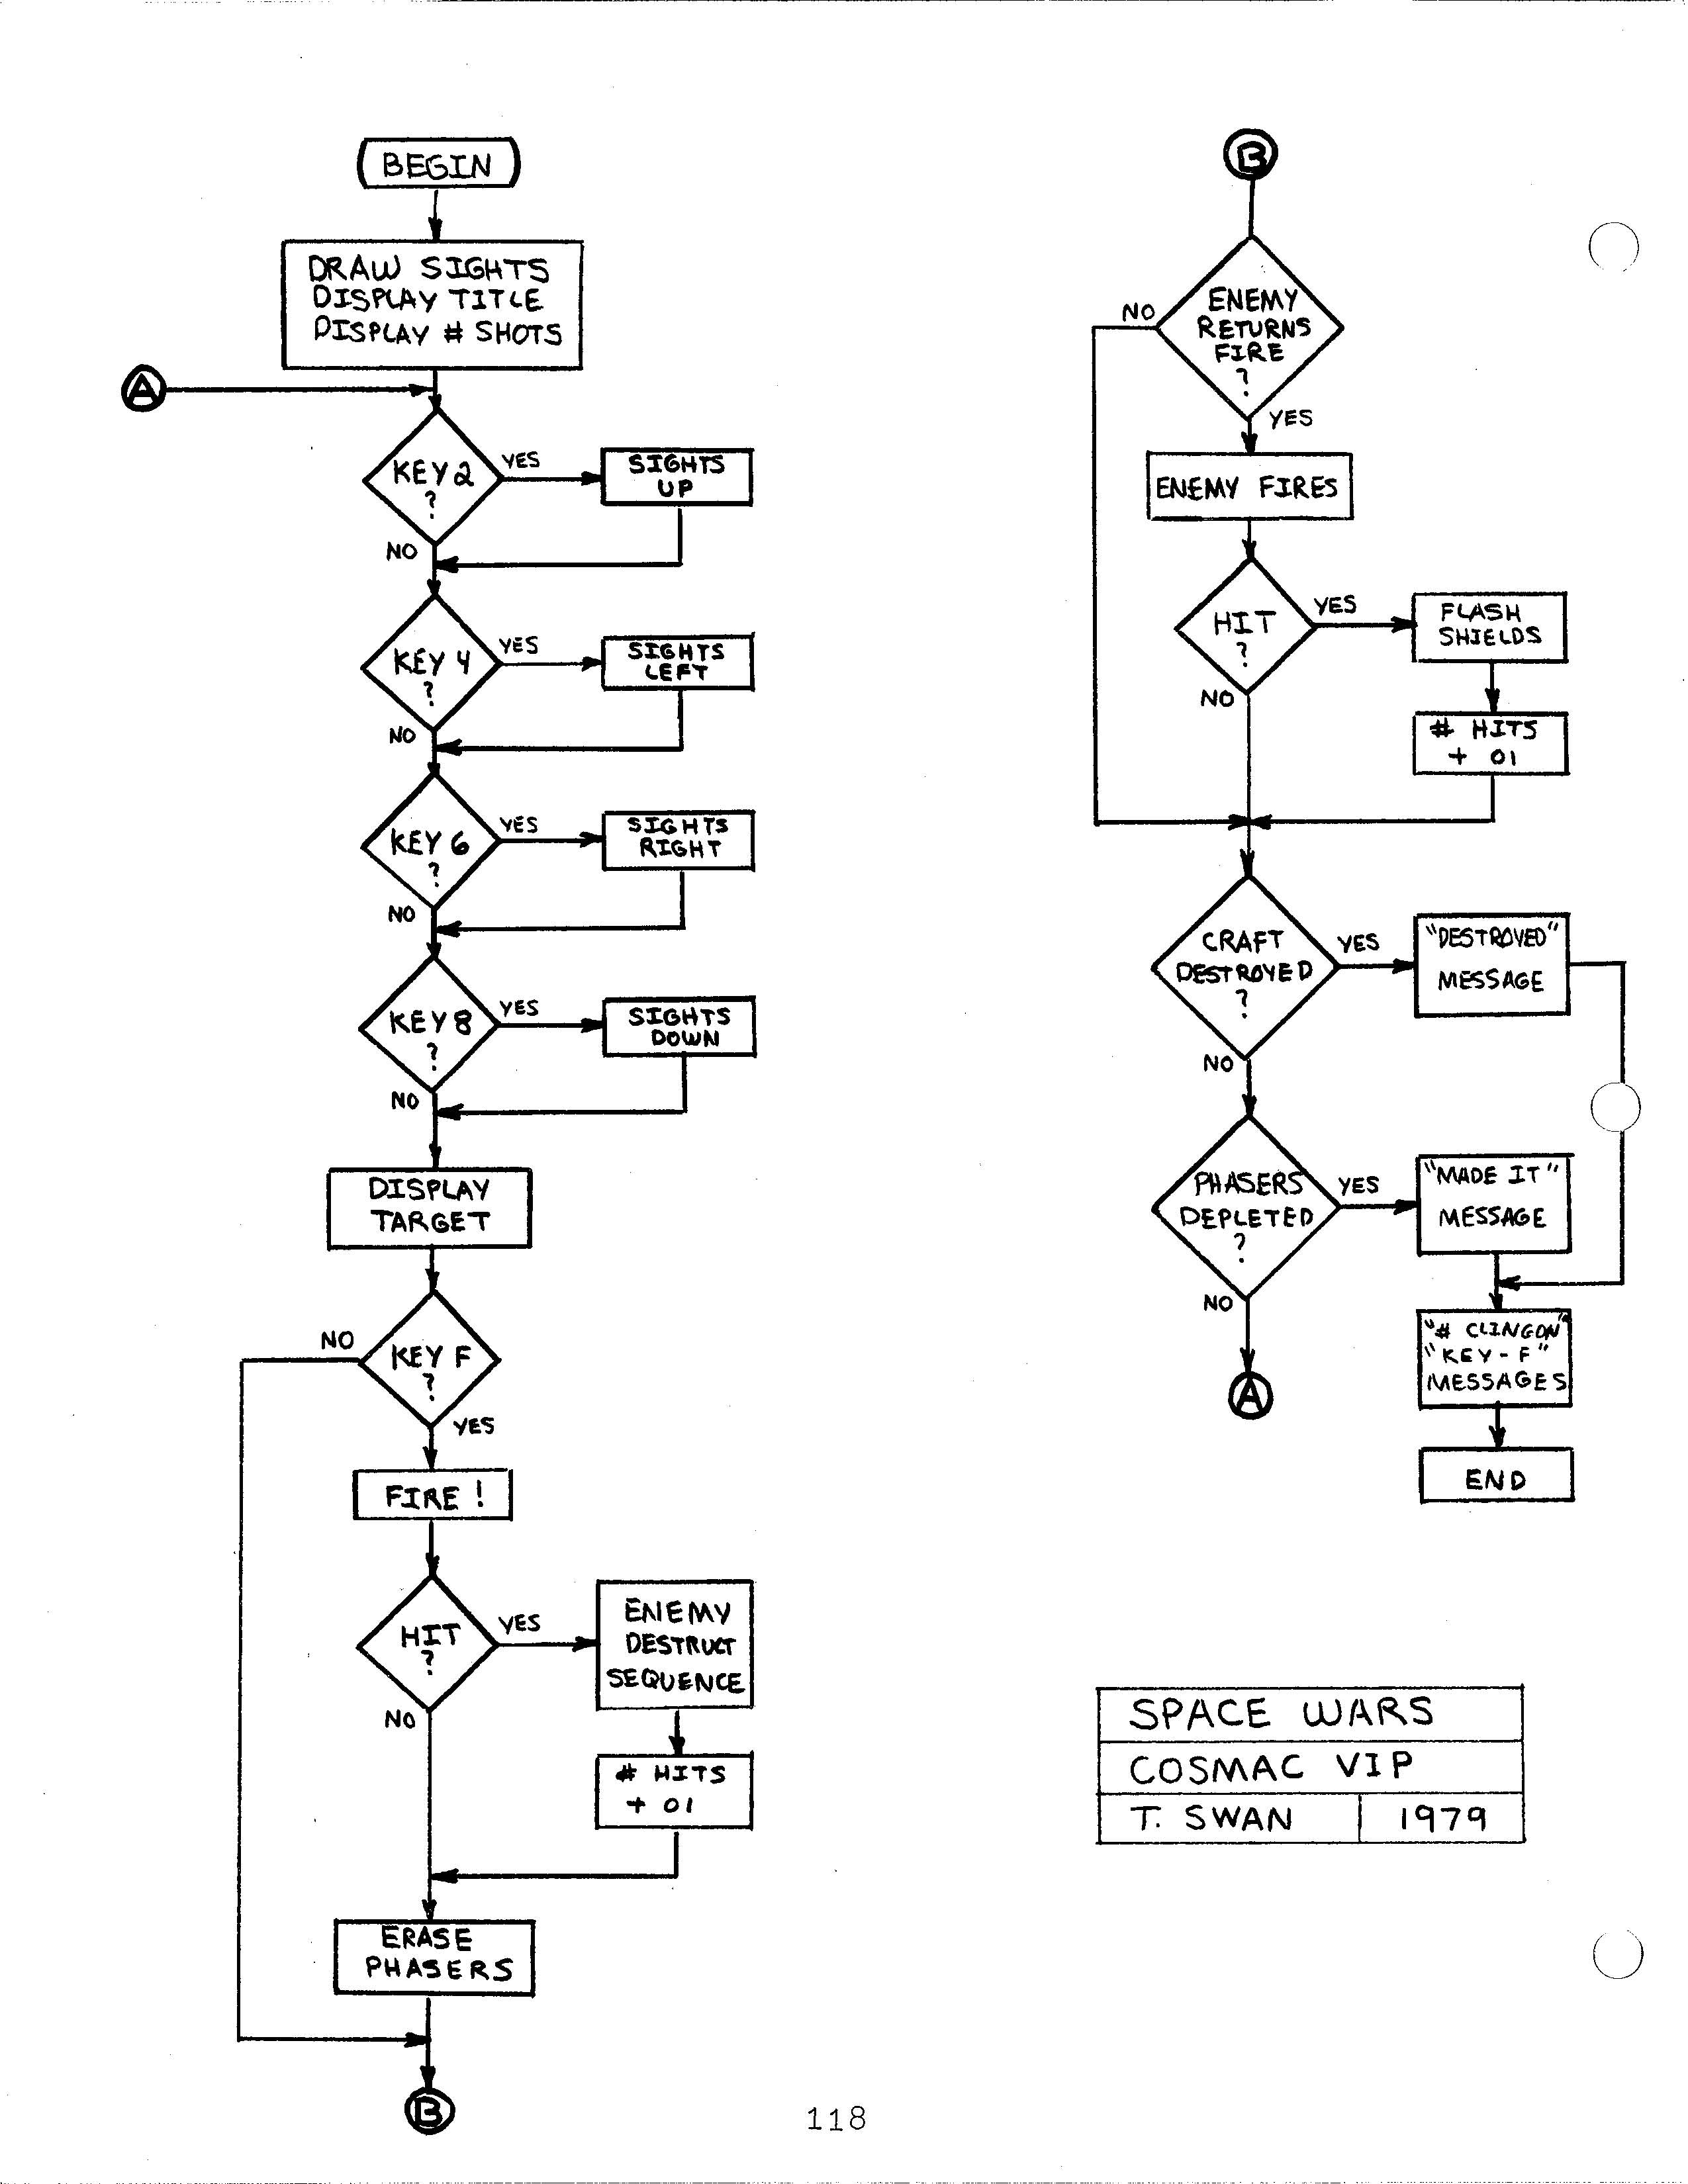 BEGIN
DRAW SIGHTS
DISPLAY TITLE
DISPLAY # SHOTS
A
KEY 2
?
YES
SIGHTS
UP
NO
KEY 4
?
YES
SIGHTS
LEFT
NO
KEY 6
?
YES
SIGHTS
RIGHT
NO
KEY 8
?
YES
SIGHTS
DOWN
NO
DISPLAY
TARGET
NO
KEY F
?
YES
FIRE !
HIT
?
YES
ENEMY
DESTRUCT
SEQUENCE
NO
# HITS
+ 01
ERASE
PHASERS
B
B
ENEMY
RETURNS
FIRE
?
NO
YES
ENEMY FIRES
HIT
?
YES
FLASH
SHIELDS
NO
# HITS
+ 01
CRAFT
DESTROYED
?
YES
"DESTROYED"
MESSAGE
NO
PHASERS
DEPLETED
?
YES
"MADE IT"
MESSAGE
NO
A
"# CLINGON"
"KEY-F"
MESSAGES
END
SPACE WARS
COSMAC VIP
T. SWAN 1979
118